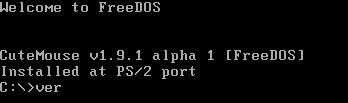 Welcome to FreeDOS
CuteMouse v1.9.1 alpha 1 [FreeDOS]
Installed at PS/2 port
C:\>ver